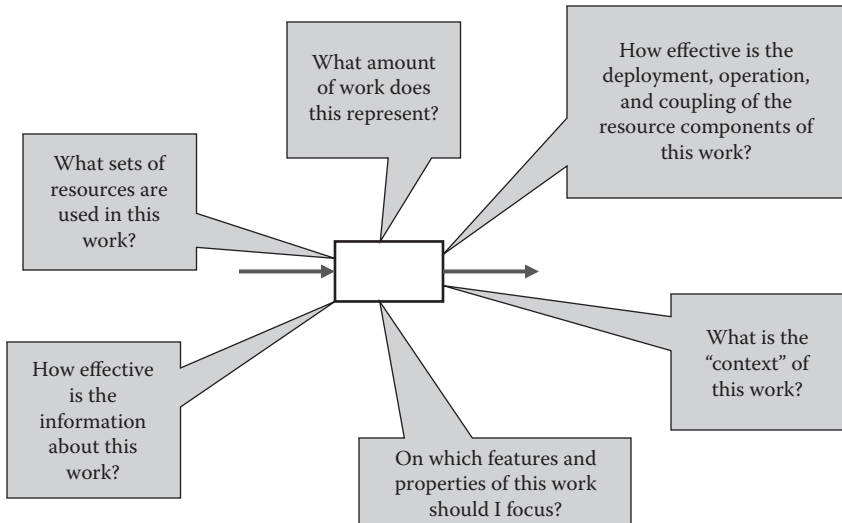 What amount
of work does
this represent?
How effective is the
deployment, operation,
and coupling of the
resource components of
this work?
What sets of
resources are
used in this
work?
What is the
“context” of
this work?
How effective
is the
information
about this
work?
On which features and
properties of this work
should I focus?